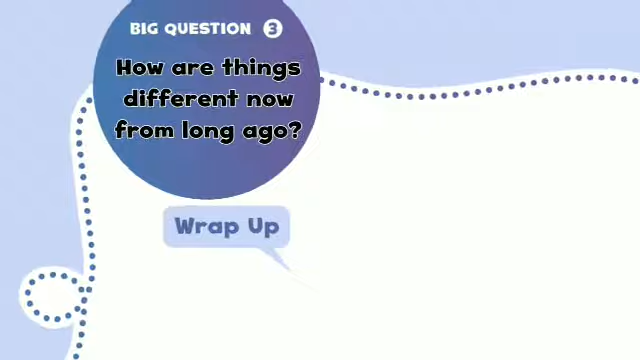 BIG QUESTION 3
How are things
different now
from long ago?
Wrap Up